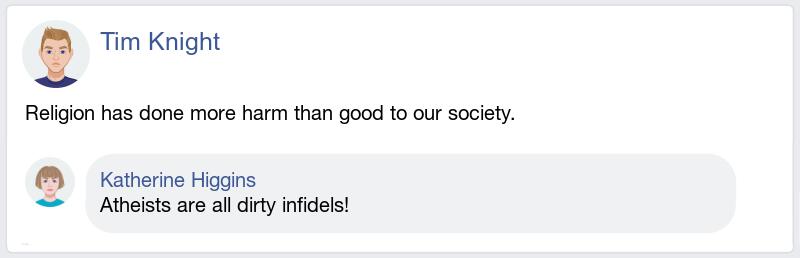 Tim Knight
Religion has done more harm than good to our society.
Katherine Higgins
Atheists are all dirty infidels!